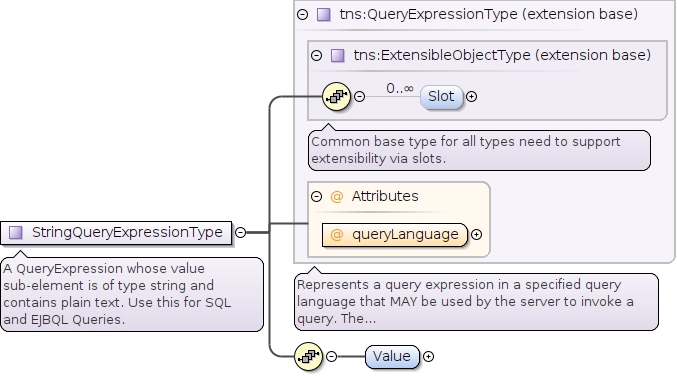 tns:QueryExpressionType (extension base)
tns:ExtensibleObjectType (extension base)
0..∞
Slot
Common base type for all types need to support
extensibility via slots.
@ Attributes
@ queryLanguage
StringQueryExpressionType
A QueryExpression whose value
sub-element is of type string and
contains plain text. Use this for SQL
and EJBQL Queries.
Represents a query expression in a specified query
language that MAY be used by the server to invoke a
query. The...
Value